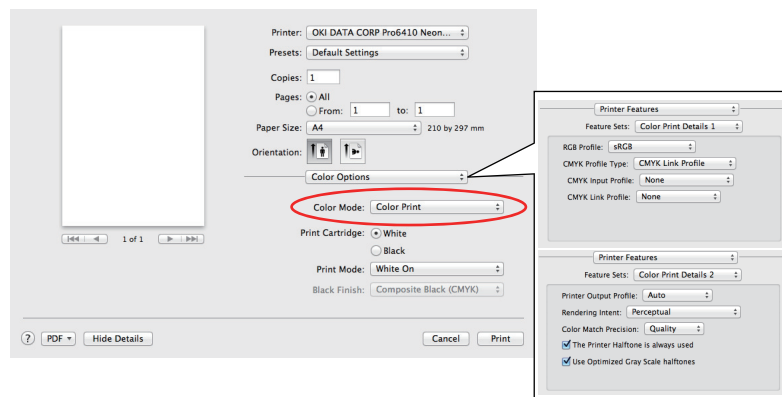 Printer: OKI DATA CORP Pro6410 Neon...
Presets: Default Settings
Copies: 1
Pages: All
From: 1 to: 1
Paper Size: A4 210 by 297 mm
Orientation:
Color Options
Color Mode: Color Print
Print Cartridge: White
Black
Print Mode: White On
Black Finish: Composite Black (CMYK)
1 of 1
? PDF Hide Details Cancel Print
Printer Features
Feature Sets: Color Print Details 1
RGB Profile: sRGB
CMYK Profile Type: CMYK Link Profile
CMYK Input Profile: None
CMYK Link Profile: None
Printer Features
Feature Sets: Color Print Details 2
Printer Output Profile: Auto
Rendering Intent: Perceptual
Color Match Precision: Quality
The Printer Halftone is always used
Use Optimized Gray Scale halftones